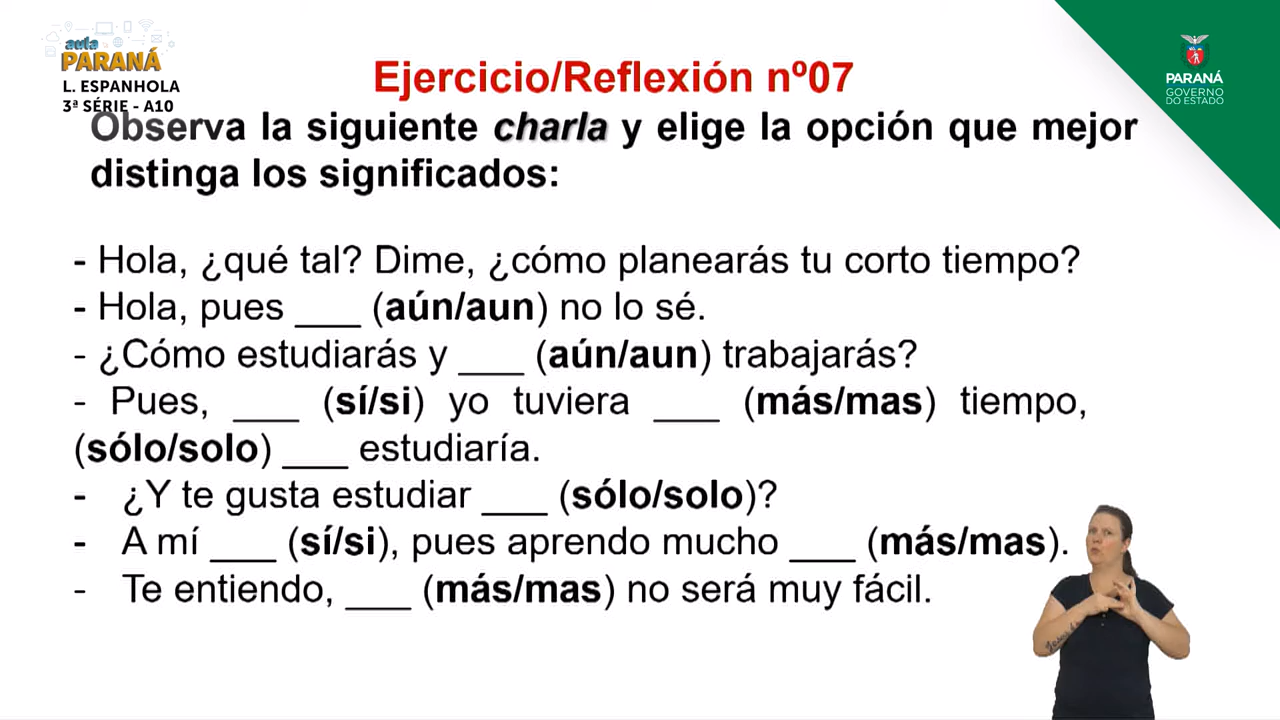 aula
PARANÁ
L. ESPANHOLA
3ª SÉRIE - A10
PARANÁ
GOVERNO
DO ESTADO
Ejercicio/Reflexión nº07
Observa la siguiente charla y elige la opción que mejor
distinga los significados:
- Hola, ¿qué tal? Dime, ¿cómo planearás tu corto tiempo?
- Hola, pues ___ (aún/aun) no lo sé.
- ¿Cómo estudiarás y ___ (aún/aun) trabajarás?
- Pues, ___ (sí/si) yo tuviera ___ (más/mas) tiempo,
(sólo/solo) ___ estudiaría.
- ¿Y te gusta estudiar ___ (sólo/solo)?
- A mí ___ (sí/si), pues aprendo mucho ___ (más/mas).
- Te entiendo, ___ (más/mas) no será muy fácil.